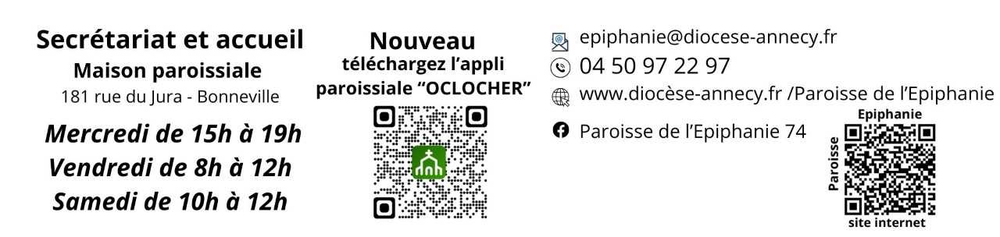 Secrétariat et accueil
Maison paroissiale
181 rue du Jura - Bonneville
Mercredi de 15h à 19h
Vendredi de 8h à 12h
Samedi de 10h à 12h
Nouveau
téléchargez l’appli
paroissiale “OCLOCHER”
epiphanie@diocese-annecy.fr
04 50 97 22 97
www.diocèse-annecy.fr /Paroisse de l’Epiphanie
Paroisse de l’Epiphanie 74
Epiphanie
Paroisse
site internet